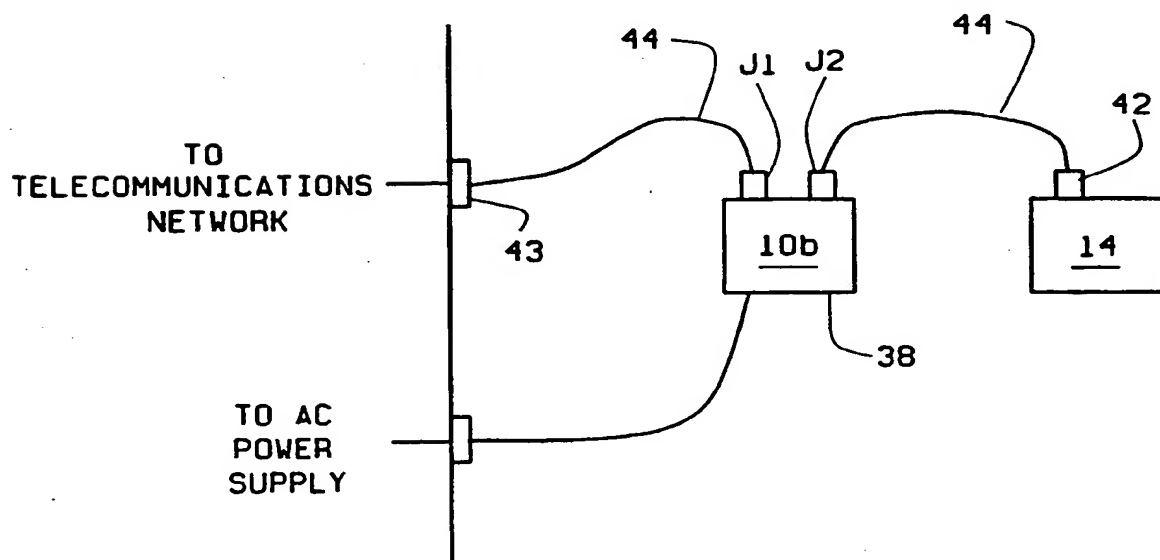 44
44
J1
J2
42
TO
TELECOMMUNICATIONS
NETWORK
43
10b
14
38
TO AC
POWER
SUPPLY